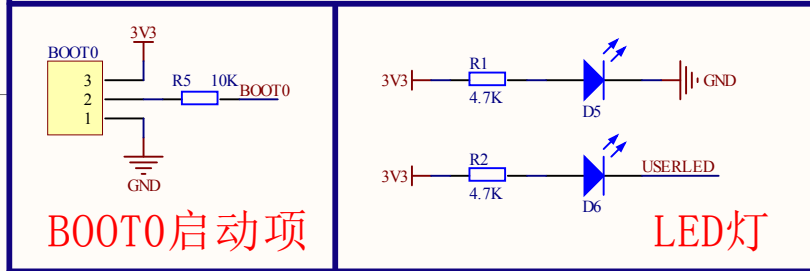 BOOT0
3V3
3
2
1
R5 10K
BOOT0
GND
BOOT0启动项
3V3
R1
4.7K
D5
GND
3V3
R2
4.7K
D6
USERLED
LED灯